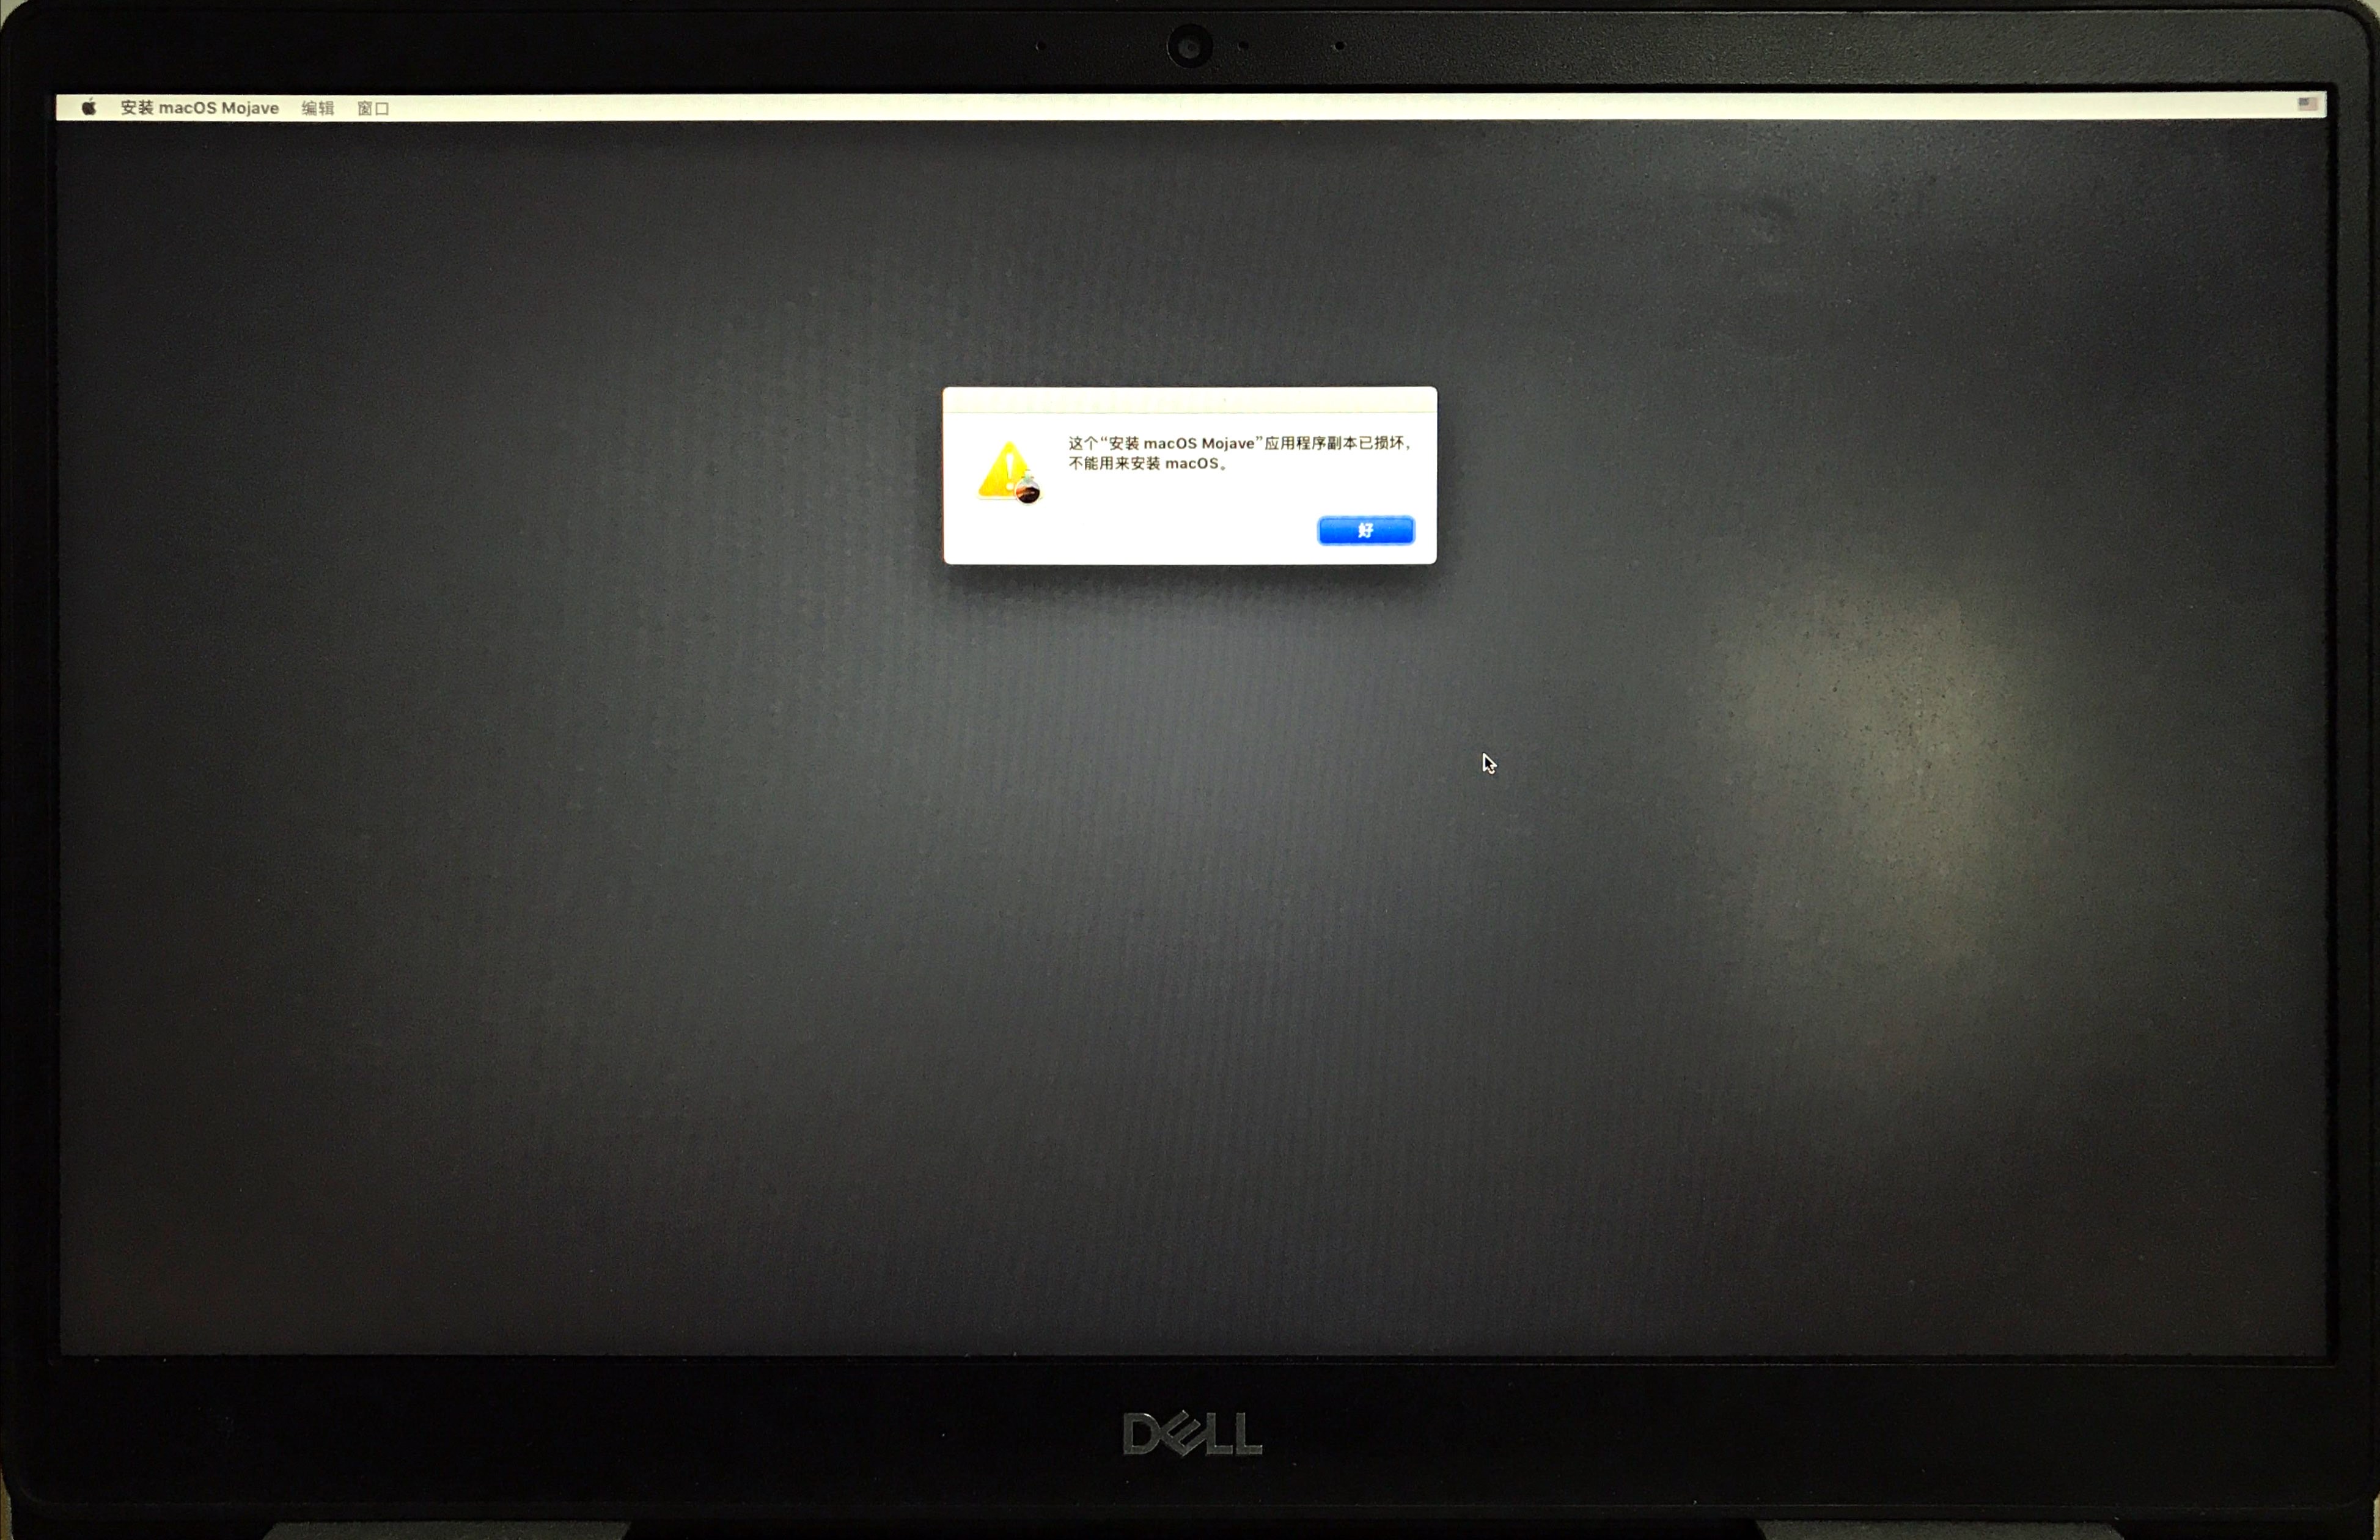 安装 macOS Mojave 编辑 窗口
这个“安装 macOS Mojave”应用程序副本已损坏,
不能用来安装 macOS。
好
DELL